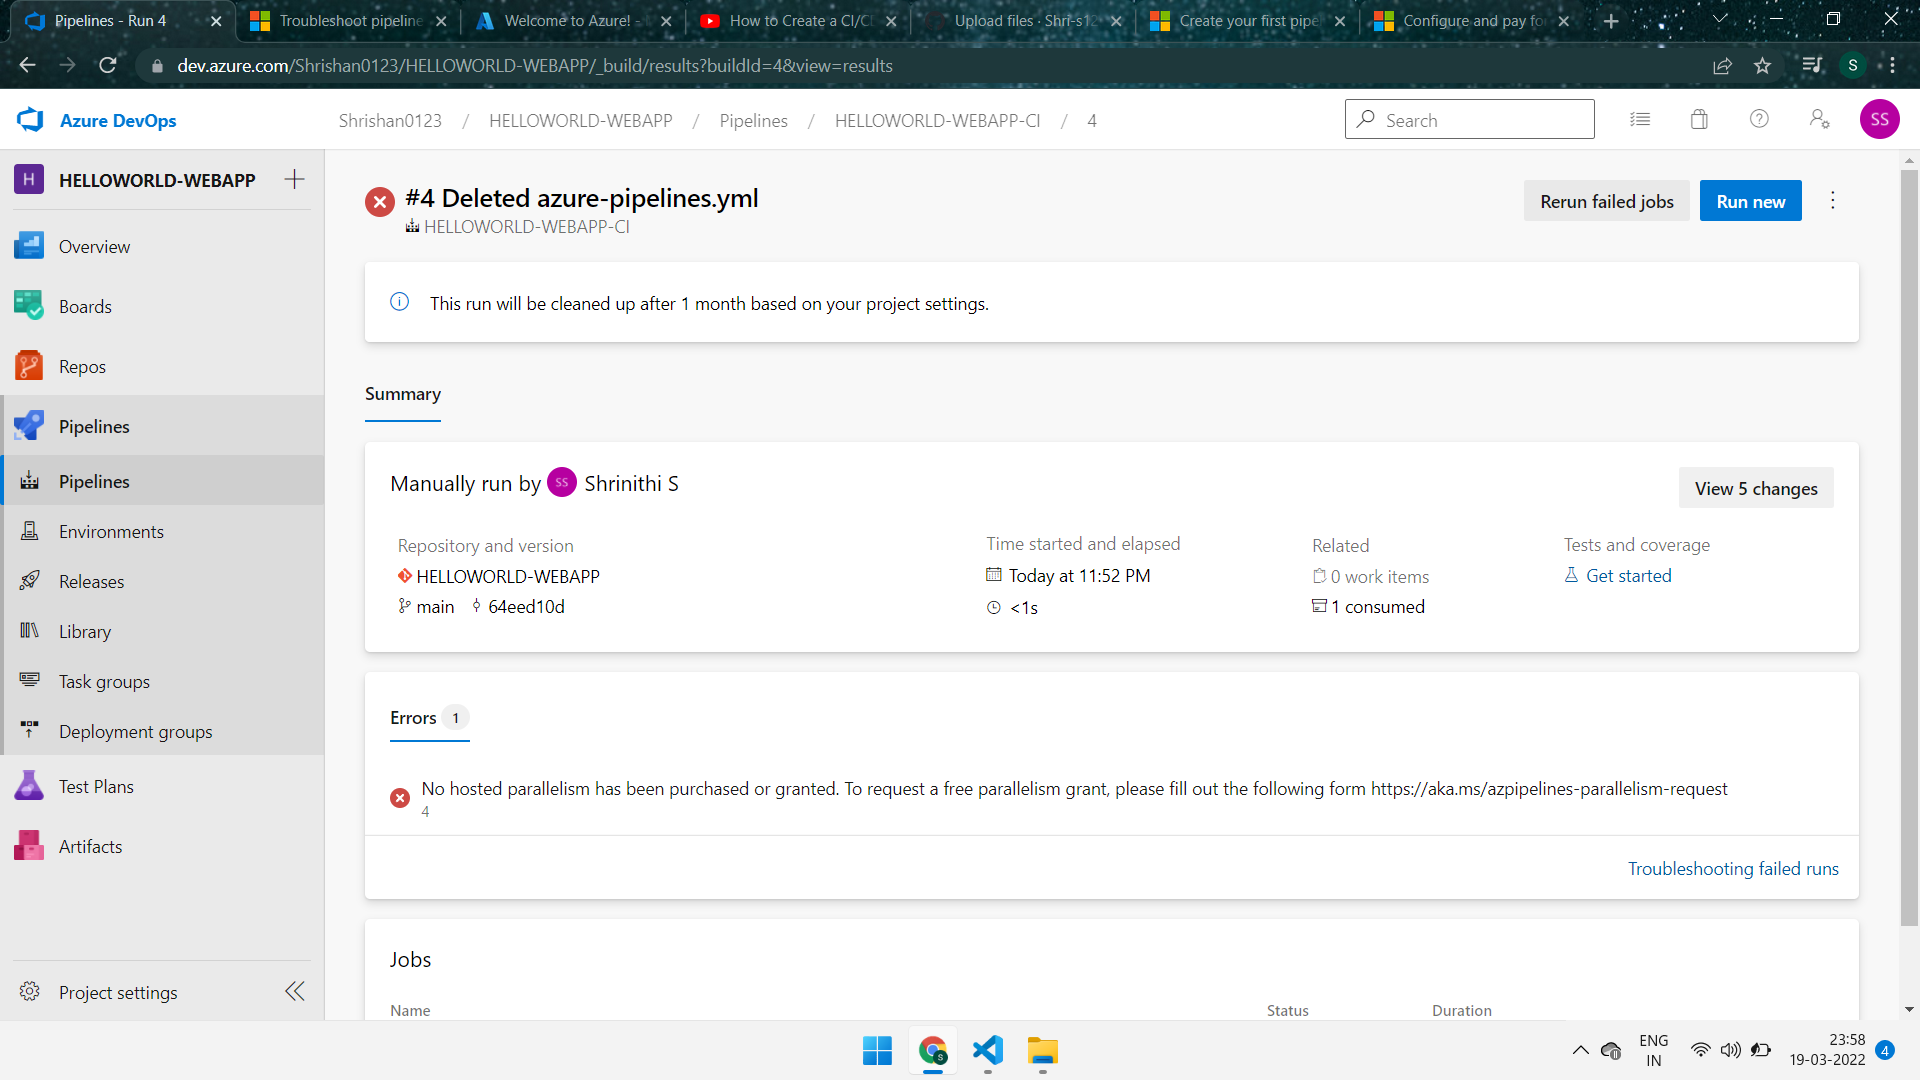 Pipelines - Run 4
Troubleshoot pipeline
Welcome to Azure! -
How to Create a CI/CD
Upload files · Shri-s12
Create your first pipe
Configure and pay fo
dev.azure.com/Shrishan0123/HELLOWORLD-WEBAPP/_build/results?buildId=4&view=results
S
Azure DevOps
Shrishan0123 / HELLOWORLD-WEBAPP / Pipelines / HELLOWORLD-WEBAPP-CI / 4
Search
SS
H HELLOWORLD-WEBAPP
Overview
Boards
Repos
Pipelines
Pipelines
Environments
Releases
Library
Task groups
Deployment groups
Test Plans
Artifacts
Project settings
#4 Deleted azure-pipelines.yml
HELLOWORLD-WEBAPP-CI
Rerun failed jobs
Run new
This run will be cleaned up after 1 month based on your project settings.
Summary
Manually run by SS Shrinithi S
View 5 changes
Repository and version
HELLOWORLD-WEBAPP
main 64eed10d
Time started and elapsed
Today at 11:52 PM
<1s
Related
0 work items
1 consumed
Tests and coverage
Get started
Errors 1
No hosted parallelism has been purchased or granted. To request a free parallelism grant, please fill out the following form https://aka.ms/azpipelines-parallelism-request
4
Troubleshooting failed runs
Jobs
Name Status Duration
S
ENG
IN
23:58
19-03-2022
4